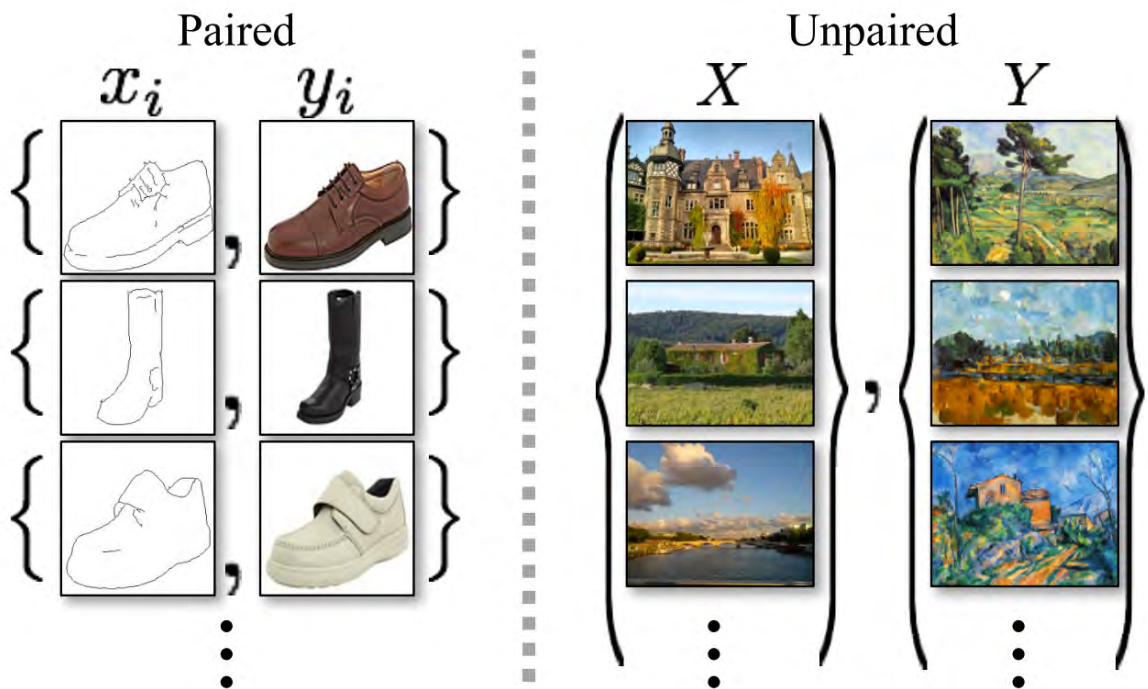 Paired
Unpaired
x_i
y_i
X
Y
{ , }
{ , }
{ , }
{ } , { }
⋮
⋮
⋮